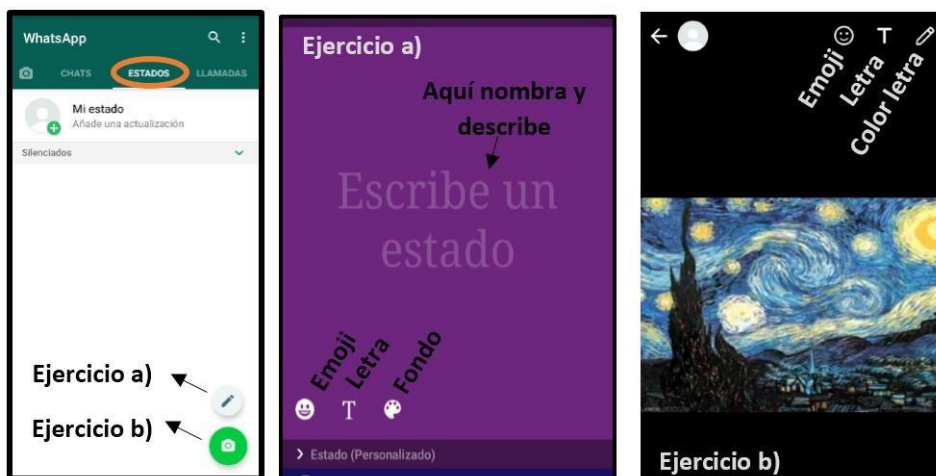 WhatsApp
CHATS
ESTADOS
LLAMADAS
Mi estado
Añade una actualización
Silenciados
Ejercicio a)
Ejercicio b)
Ejercicio a)
Aquí nombra y
describe
Escribe un
estado
Emoji
Letra
Fondo
T
Estado (Personalizado)
T
Emoji
Letra
Color letra
Ejercicio b)